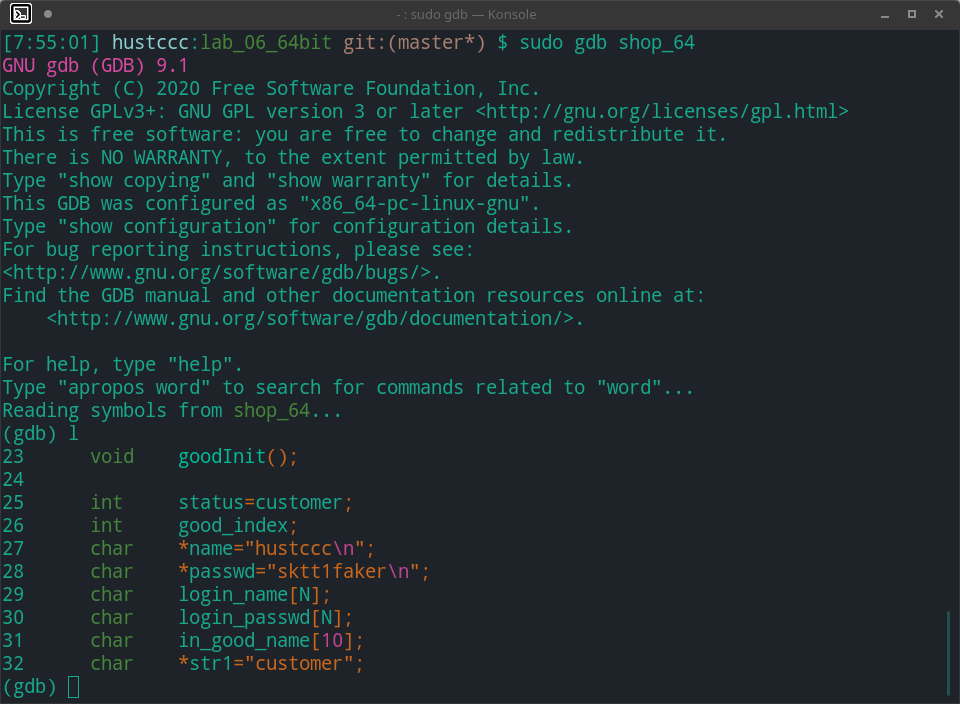 - : sudo gdb — Konsole
[7:55:01] hustccc:lab_06_64bit git:(master*) $ sudo gdb shop_64
GNU gdb (GDB) 9.1
Copyright (C) 2020 Free Software Foundation, Inc.
License GPLv3+: GNU GPL version 3 or later <http://gnu.org/licenses/gpl.html>
This is free software: you are free to change and redistribute it.
There is NO WARRANTY, to the extent permitted by law.
Type "show copying" and "show warranty" for details.
This GDB was configured as "x86_64-pc-linux-gnu".
Type "show configuration" for configuration details.
For bug reporting instructions, please see:
<http://www.gnu.org/software/gdb/bugs/>.
Find the GDB manual and other documentation resources online at:
    <http://www.gnu.org/software/gdb/documentation/>.

For help, type "help".
Type "apropos word" to search for commands related to "word"...
Reading symbols from shop_64...
(gdb) l
23      void    goodInit();
24
25      int     status=customer;
26      int     good_index;
27      char    *name="hustccc\n";
28      char    *passwd="sktt1faker\n";
29      char    login_name[N];
30      char    login_passwd[N];
31      char    in_good_name[10];
32      char    *str1="customer";
(gdb)